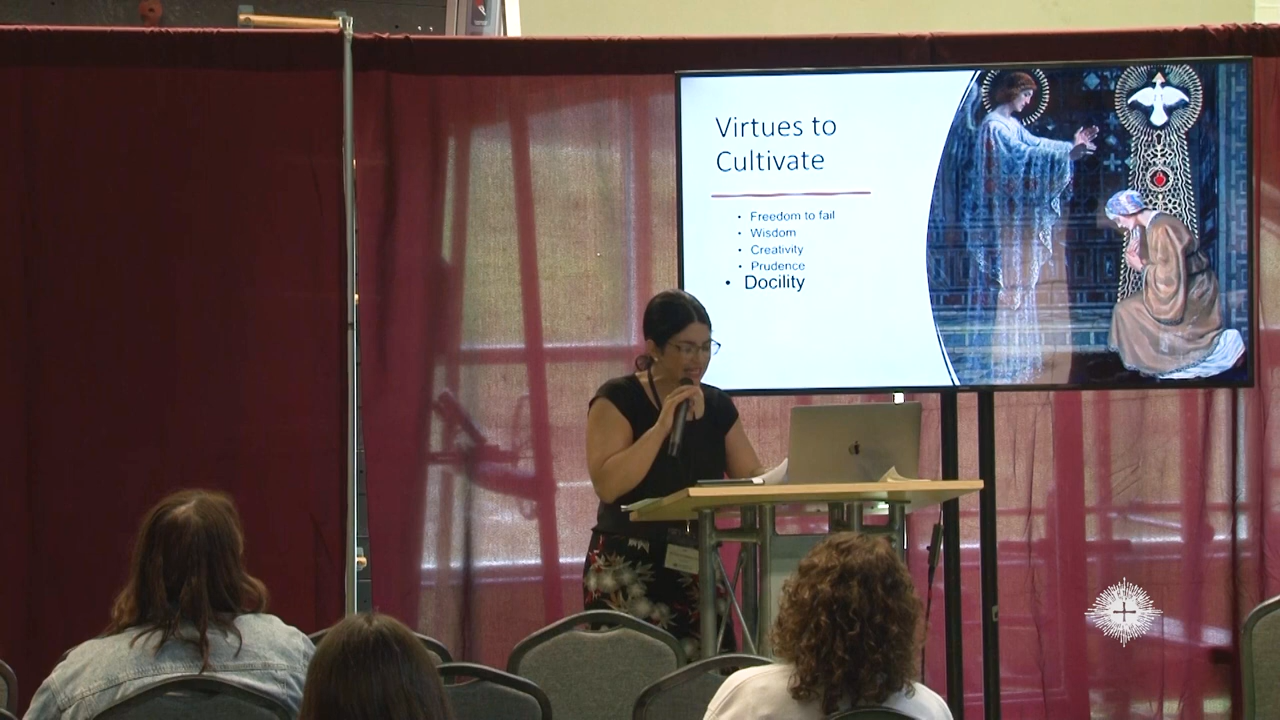 Virtues to
Cultivate
• Freedom to fail
• Wisdom
• Creativity
• Prudence
• Docility